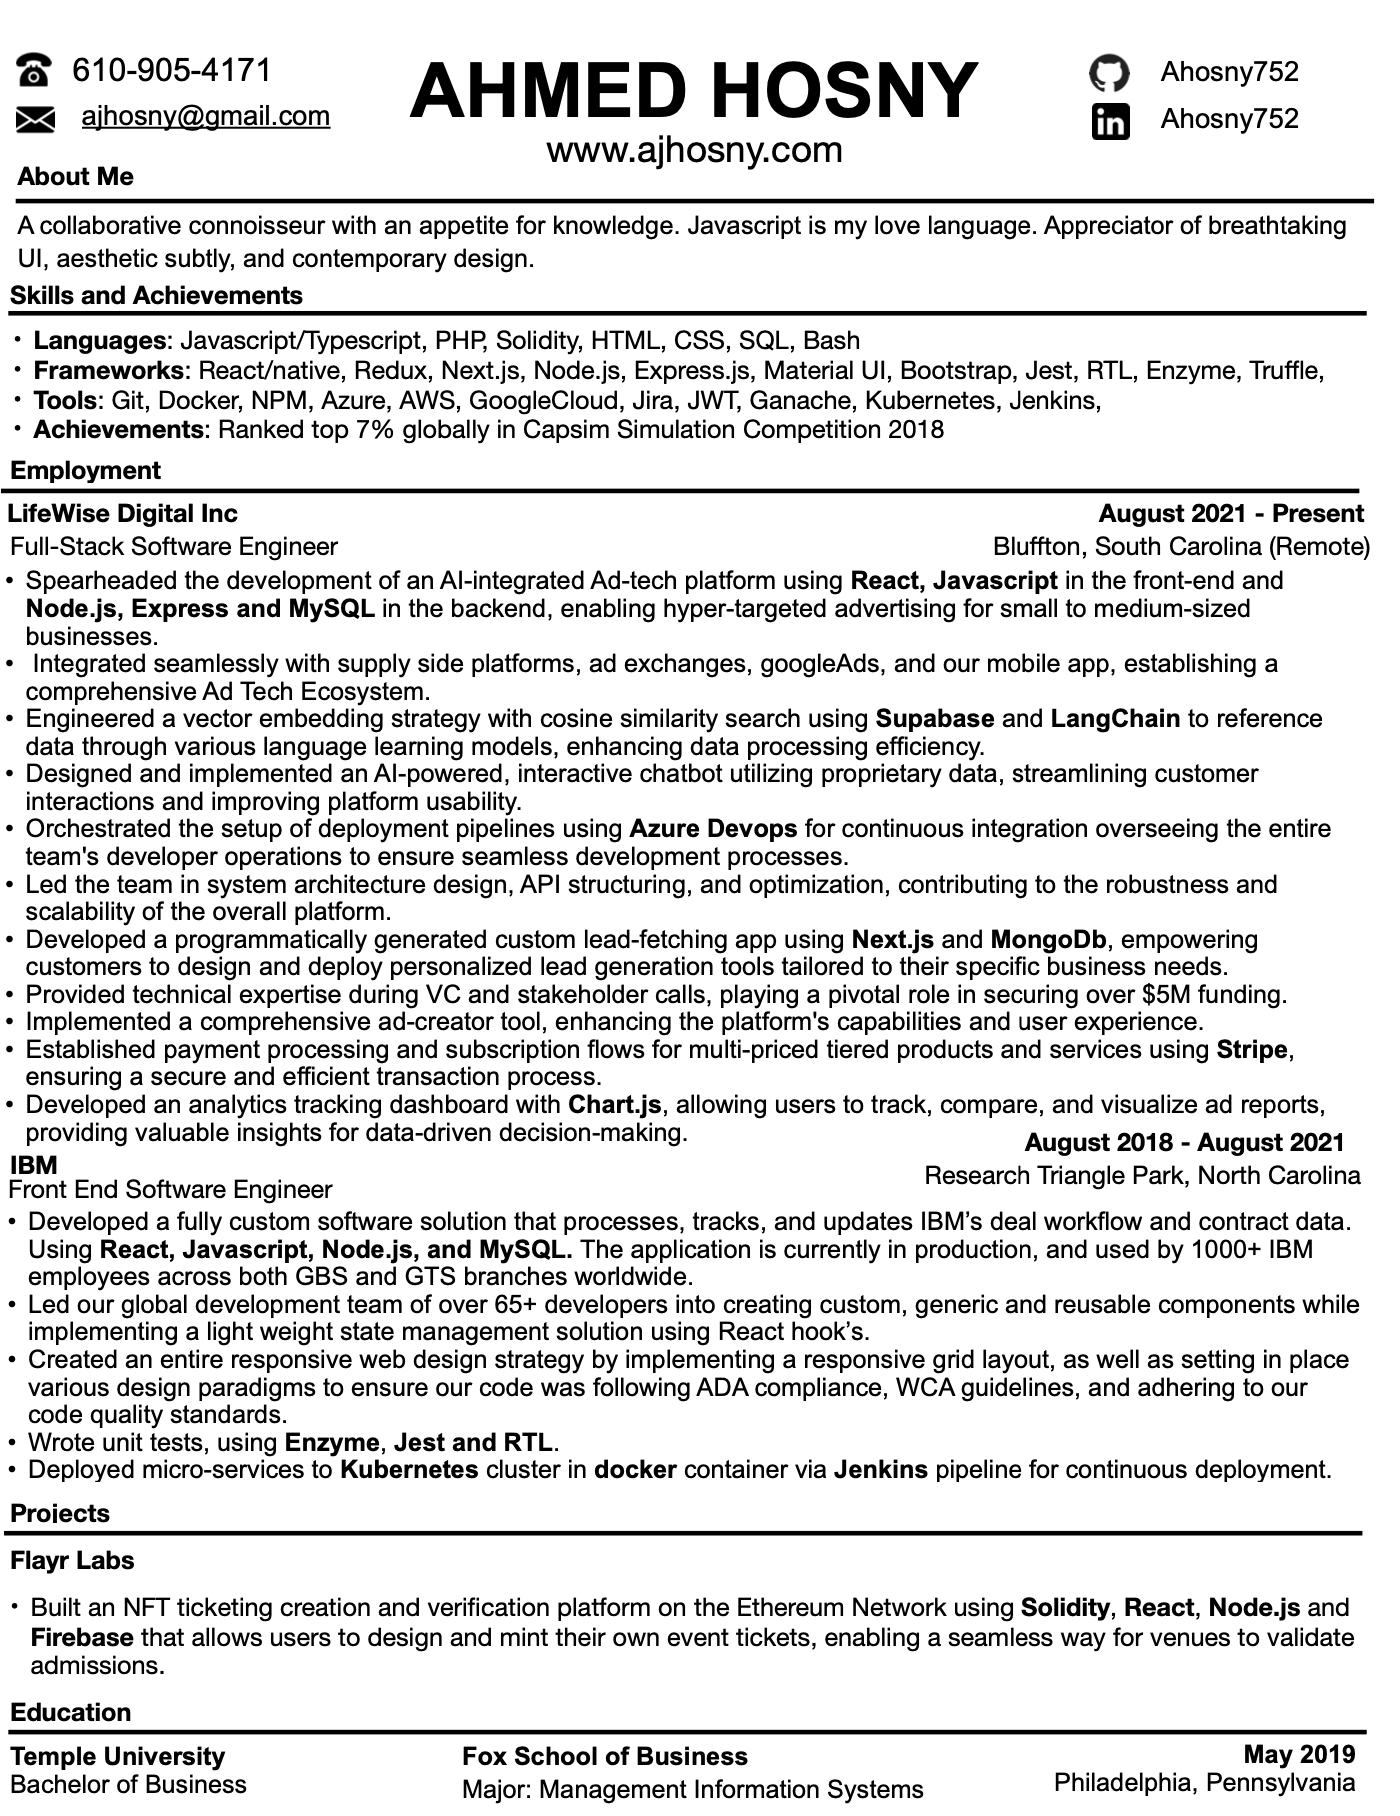 610-905-4171
ajhosny@gmail.com
AHMED HOSNY
www.ajhosny.com
Ahosny752
in Ahosny752
About Me
A collaborative connoisseur with an appetite for knowledge. Javascript is my love language. Appreciator of breathtaking
UI, aesthetic subtly, and contemporary design.
Skills and Achievements
• Languages: Javascript/Typescript, PHP, Solidity, HTML, CSS, SQL, Bash
• Frameworks: React/native, Redux, Next.js, Node.js, Express.js, Material UI, Bootstrap, Jest, RTL, Enzyme, Truffle,
• Tools: Git, Docker, NPM, Azure, AWS, GoogleCloud, Jira, JWT, Ganache, Kubernetes, Jenkins,
• Achievements: Ranked top 7% globally in Capsim Simulation Competition 2018
Employment
LifeWise Digital Inc August 2021 - Present
Full-Stack Software Engineer Bluffton, South Carolina (Remote)
• Spearheaded the development of an AI-integrated Ad-tech platform using React, Javascript in the front-end and
Node.js, Express and MySQL in the backend, enabling hyper-targeted advertising for small to medium-sized
businesses.
• Integrated seamlessly with supply side platforms, ad exchanges, googleAds, and our mobile app, establishing a
comprehensive Ad Tech Ecosystem.
• Engineered a vector embedding strategy with cosine similarity search using Supabase and LangChain to reference
data through various language learning models, enhancing data processing efficiency.
• Designed and implemented an AI-powered, interactive chatbot utilizing proprietary data, streamlining customer
interactions and improving platform usability.
• Orchestrated the setup of deployment pipelines using Azure Devops for continuous integration overseeing the entire
team's developer operations to ensure seamless development processes.
• Led the team in system architecture design, API structuring, and optimization, contributing to the robustness and
scalability of the overall platform.
• Developed a programmatically generated custom lead-fetching app using Next.js and MongoDb, empowering
customers to design and deploy personalized lead generation tools tailored to their specific business needs.
• Provided technical expertise during VC and stakeholder calls, playing a pivotal role in securing over $5M funding.
• Implemented a comprehensive ad-creator tool, enhancing the platform's capabilities and user experience.
• Established payment processing and subscription flows for multi-priced tiered products and services using Stripe,
ensuring a secure and efficient transaction process.
• Developed an analytics tracking dashboard with Chart.js, allowing users to track, compare, and visualize ad reports,
providing valuable insights for data-driven decision-making.
IBM August 2018 - August 2021
Front End Software Engineer Research Triangle Park, North Carolina
• Developed a fully custom software solution that processes, tracks, and updates IBM’s deal workflow and contract data.
Using React, Javascript, Node.js, and MySQL. The application is currently in production, and used by 1000+ IBM
employees across both GBS and GTS branches worldwide.
• Led our global development team of over 65+ developers into creating custom, generic and reusable components while
implementing a light weight state management solution using React hook’s.
• Created an entire responsive web design strategy by implementing a responsive grid layout, as well as setting in place
various design paradigms to ensure our code was following ADA compliance, WCA guidelines, and adhering to our
code quality standards.
• Wrote unit tests, using Enzyme, Jest and RTL.
• Deployed micro-services to Kubernetes cluster in docker container via Jenkins pipeline for continuous deployment.
Projects
Flayr Labs
• Built an NFT ticketing creation and verification platform on the Ethereum Network using Solidity, React, Node.js and
Firebase that allows users to design and mint their own event tickets, enabling a seamless way for venues to validate
admissions.
Education
Temple University Fox School of Business May 2019
Bachelor of Business Major: Management Information Systems Philadelphia, Pennsylvania